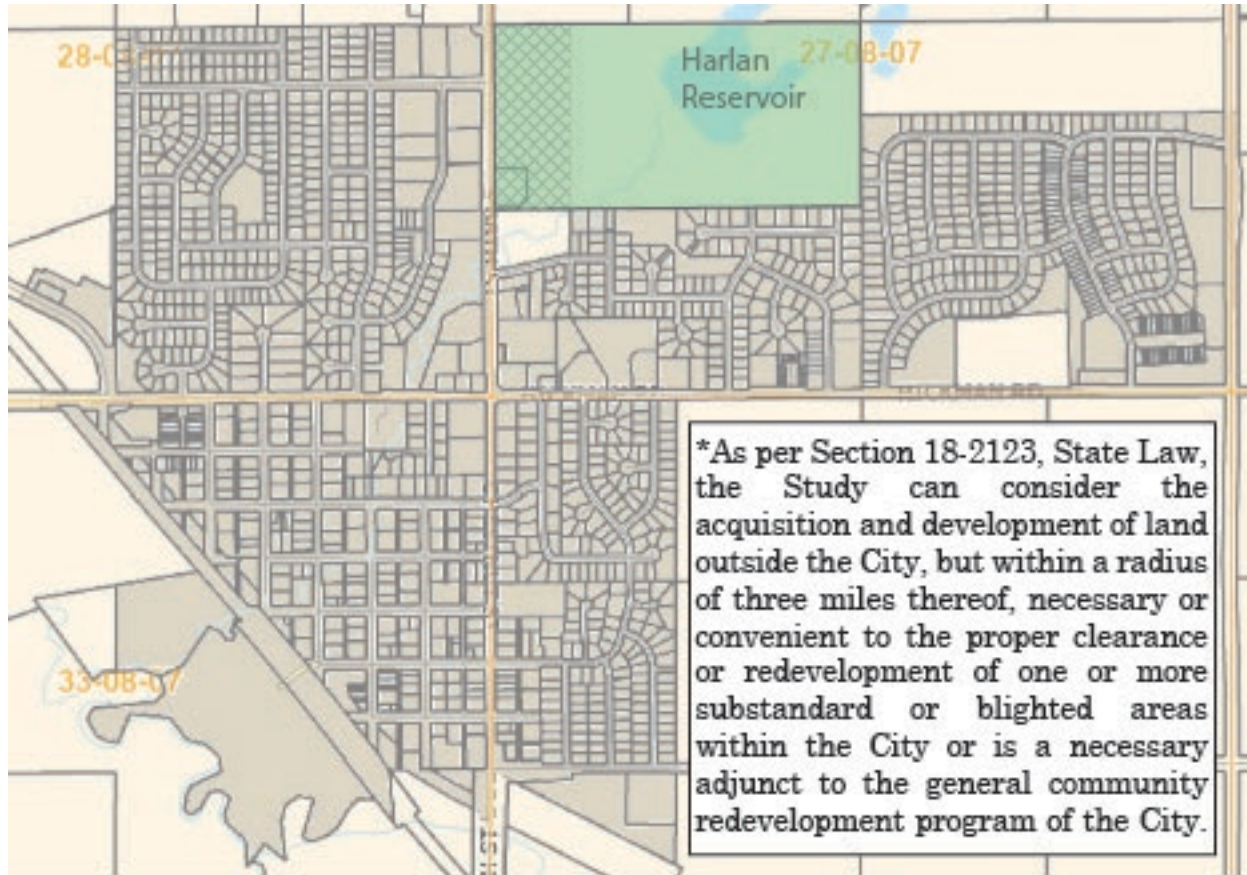 27-08-07
Harlan
Reservoir
HICKMAN RD
*As per Section 18-2123, State Law,
the Study can consider the
acquisition and development of land
outside the City, but within a radius
of three miles thereof, necessary or
convenient to the proper clearance
or redevelopment of one or more
substandard or blighted areas
within the City or is a necessary
adjunct to the general community
redevelopment program of the City.
33-08-07